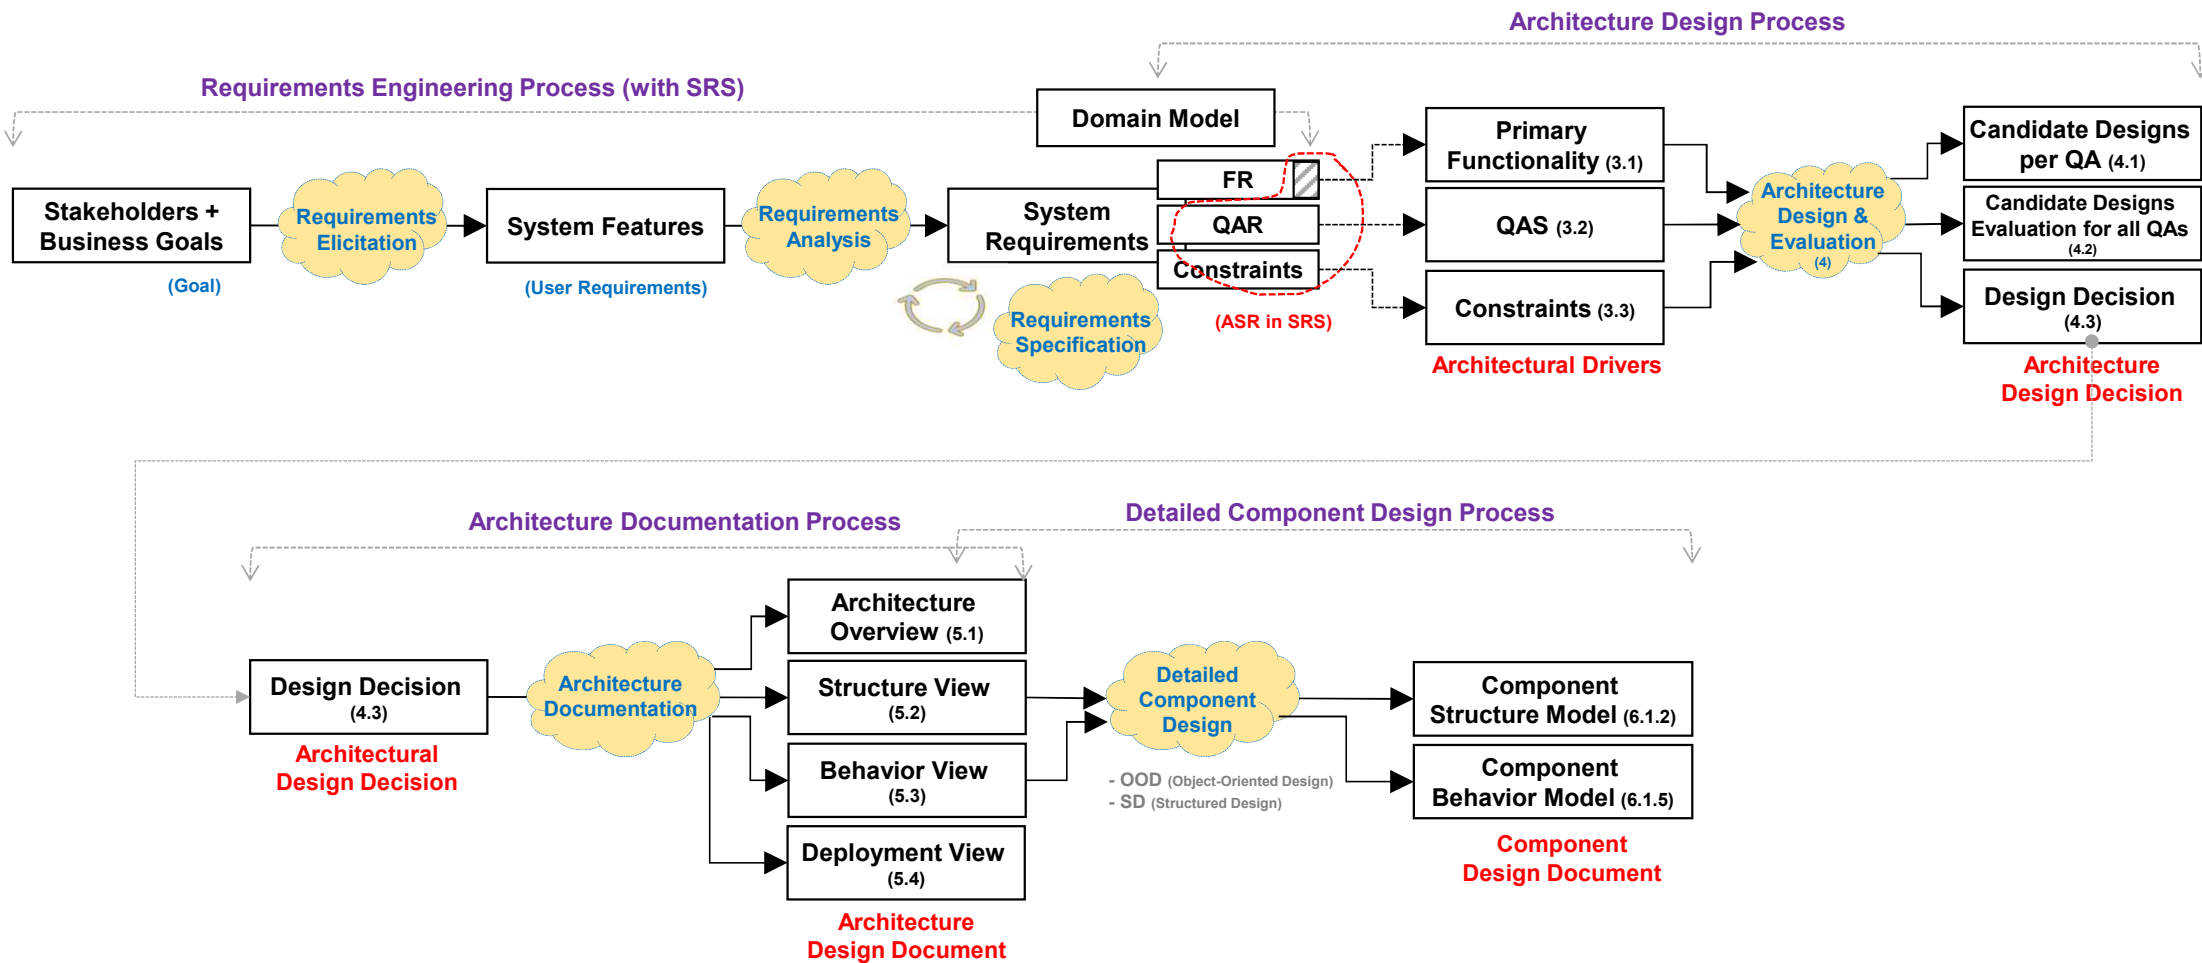 Architecture Design Process
Requirements Engineering Process (with SRS)
Domain Model
Stakeholders +
Business Goals
(Goal)
Requirements
Elicitation
System Features
(User Requirements)
Requirements
Analysis
System
Requirements
FR
QAR
Constraints
(ASR in SRS)
Requirements
Specification
Primary
Functionality (3.1)
QAS (3.2)
Constraints (3.3)
Architectural Drivers
Architecture
Design &
Evaluation
(4)
Candidate Designs
per QA (4.1)
Candidate Designs
Evaluation for all QAs
(4.2)
Design Decision
(4.3)
Architecture
Design Decision
Architecture Documentation Process
Detailed Component Design Process
Design Decision
(4.3)
Architectural
Design Decision
Architecture
Documentation
Architecture
Overview (5.1)
Structure View
(5.2)
Behavior View
(5.3)
Deployment View
(5.4)
Architecture
Design Document
Detailed
Component
Design
- OOD (Object-Oriented Design)
- SD (Structured Design)
Component
Structure Model (6.1.2)
Component
Behavior Model (6.1.5)
Component
Design Document